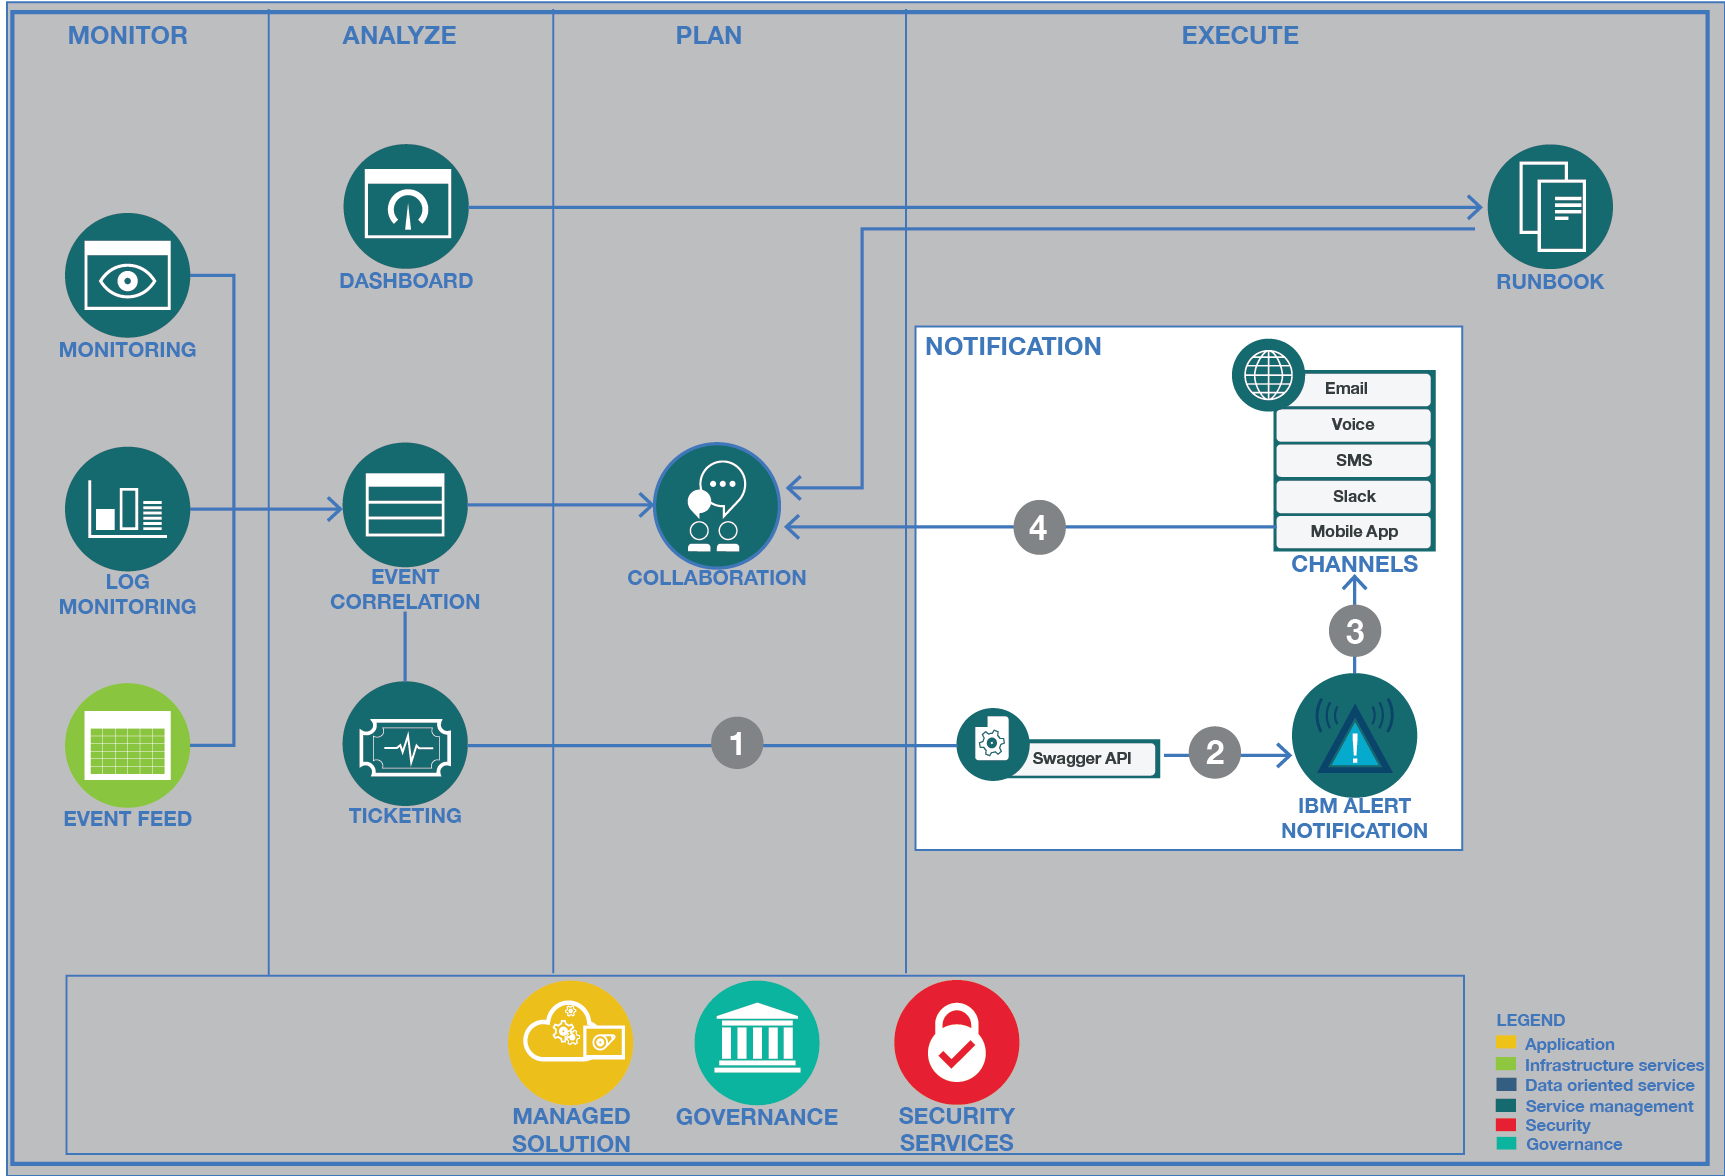 MONITOR
ANALYZE
PLAN
EXECUTE
DASHBOARD
RUNBOOK
MONITORING
NOTIFICATION
Email
Voice
SMS
Slack
Mobile App
CHANNELS
4
LOG
MONITORING
EVENT
CORRELATION
COLLABORATION
3
EVENT FEED
TICKETING
1
Swagger API
2
!
IBM ALERT
NOTIFICATION
MANAGED
SOLUTION
GOVERNANCE
SECURITY
SERVICES
LEGEND
Application
Infrastructure services
Data oriented service
Service management
Security
Governance